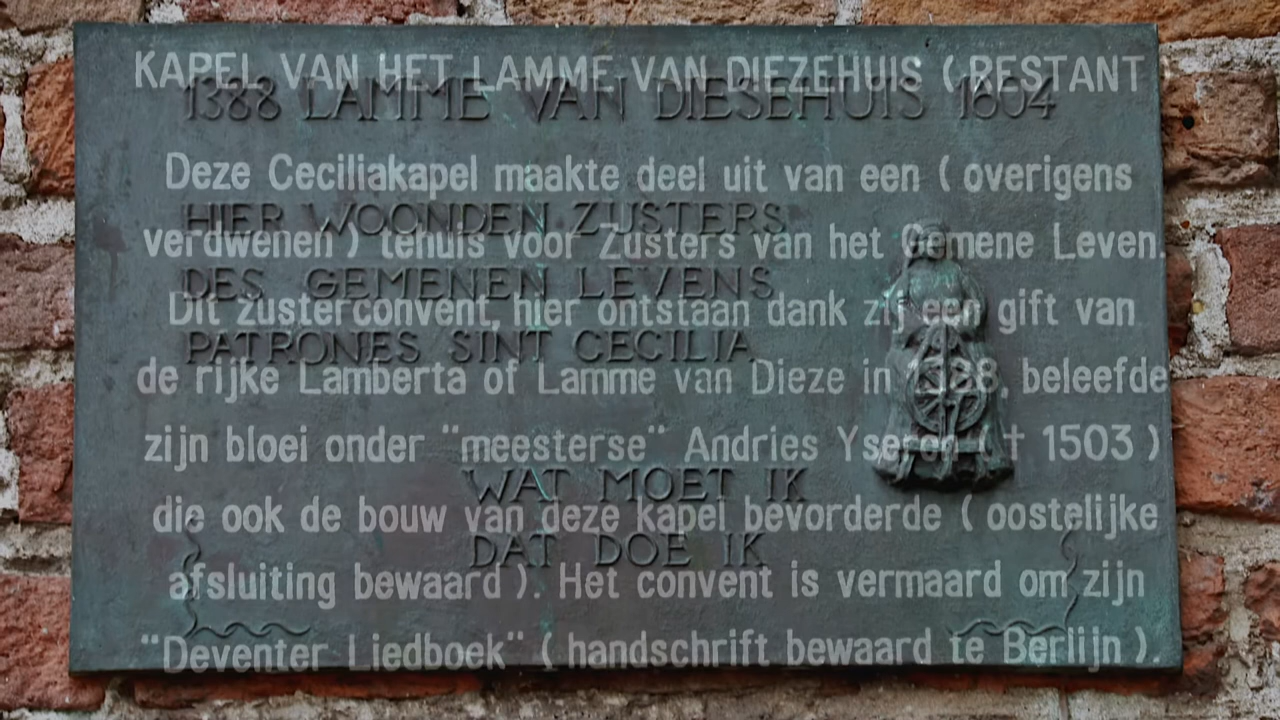 KAPEL VAN HET LAMME VAN DIEZEHUIS ( RESTANT
1388 LAMME VAN DIESEHUIS 1604
Deze Ceciliakapel maakte deel uit van een ( overigens
HIER WOONDEN ZUSTERS
verdwenen ) tehuis voor Zusters van het Gemene Leven.
DES GEMENEN LEVENS
Dit zusterconvent, hier ontstaan dank zij een gift van
PATRONES SINT CECILIA
de rijke Lamberta of Lamme van Dieze in 1388, beleefde
zijn bloei onder "meesterse" Andries Yseren ( † 1503 )
WAT MOET IK
die ook de bouw van deze kapel bevorderde ( oostelijke
DAT DOE IK
afsluiting bewaard ). Het convent is vermaard om zijn
"Deventer Liedboek" ( handschrift bewaard te Berlijn ).